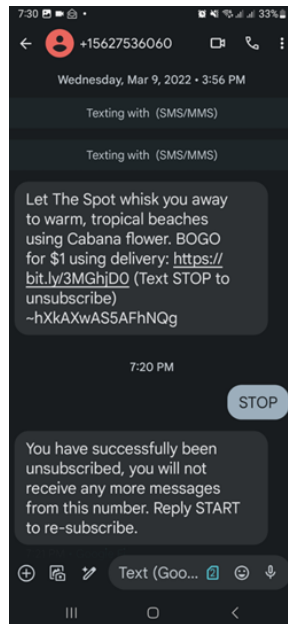 7:30
33%
+15627536060
Wednesday, Mar 9, 2022 • 3:56 PM
Texting with (SMS/MMS)
Texting with (SMS/MMS)
Let The Spot whisk you away
to warm, tropical beaches
using Cabana flower. BOGO
for $1 using delivery: https://
bit.ly/3MGhjD0 (Text STOP to
unsubscribe)
~hXkAXwAS5AFhNQg
7:20 PM
STOP
You have successfully been
unsubscribed, you will not
receive any more messages
from this number. Reply START
to re-subscribe.
Text (Goo... 2